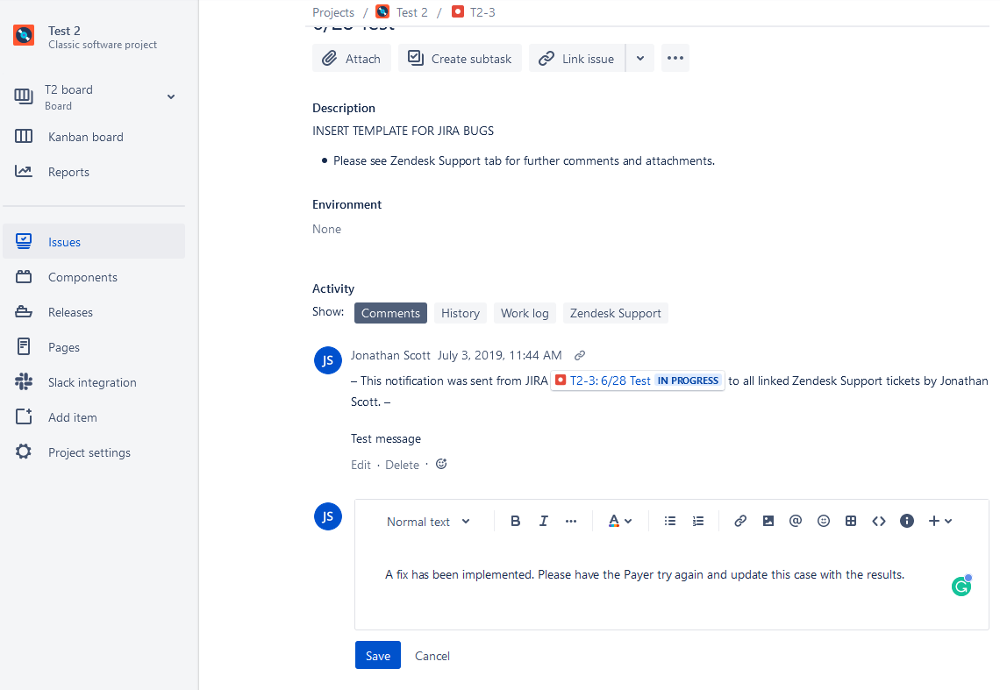 Test 2
Classic software project
T2 board
Board
Kanban board
Reports
Issues
Components
Releases
Pages
Slack integration
Add item
Project settings
Projects / Test 2 / T2-3
6/28 Test
Attach Create subtask Link issue
Description
INSERT TEMPLATE FOR JIRA BUGS
• Please see Zendesk Support tab for further comments and attachments.
Environment
None
Activity
Show: Comments History Work log Zendesk Support
JS Jonathan Scott July 3, 2019, 11:44 AM
– This notification was sent from JIRA T2-3: 6/28 Test IN PROGRESS to all linked Zendesk Support tickets by Jonathan
Scott. –
Test message
Edit · Delete ·
JS
Normal text B I ... A
A fix has been implemented. Please have the Payer try again and update this case with the results.
Save Cancel